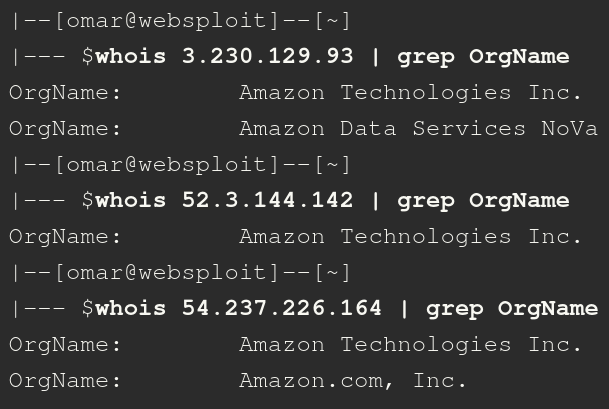 |--[omar@websploit]--[~]
|--- $whois 3.230.129.93 | grep OrgName
OrgName:        Amazon Technologies Inc.
OrgName:        Amazon Data Services NoVa
|--[omar@websploit]--[~]
|--- $whois 52.3.144.142 | grep OrgName
OrgName:        Amazon Technologies Inc.
|--[omar@websploit]--[~]
|--- $whois 54.237.226.164 | grep OrgName
OrgName:        Amazon Technologies Inc.
OrgName:        Amazon.com, Inc.